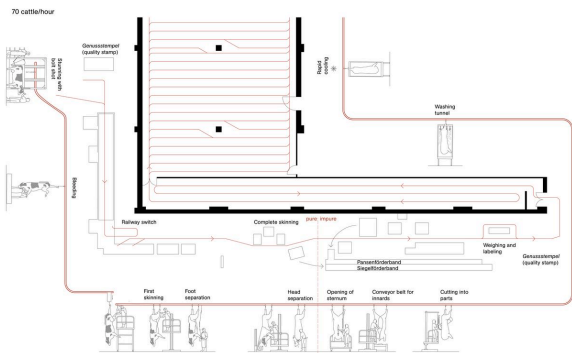 70 cattle/hour
Genussstempel
(quality stamp)
Stunning with
bolt shot
Rapid
cooling
Washing
tunnel
Bleeding
Railway switch
Complete skinning
pure impure
Weighing and
labeling
Genussstempel
(quality stamp)
Pansenförderband
Siegelförderband
First
skinning
Foot
separation
Head
separation
Opening of
sternum
Conveyor belt for
innards
Cutting into
parts